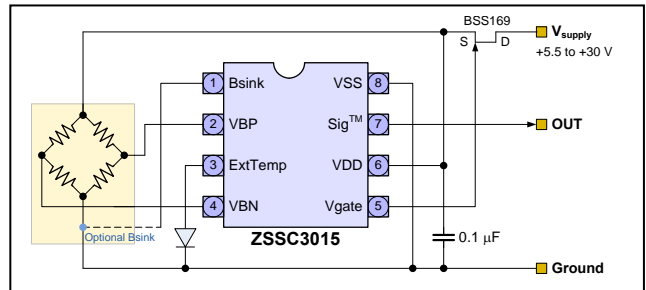 BSS169
S D
Vsupply
+5.5 to +30 V
1 Bsink VSS 8
2 VBP Sig™ 7 OUT
3 ExtTemp VDD 6
4 VBN Vgate 5
Optional Bsink
ZSSC3015
0.1 µF
Ground